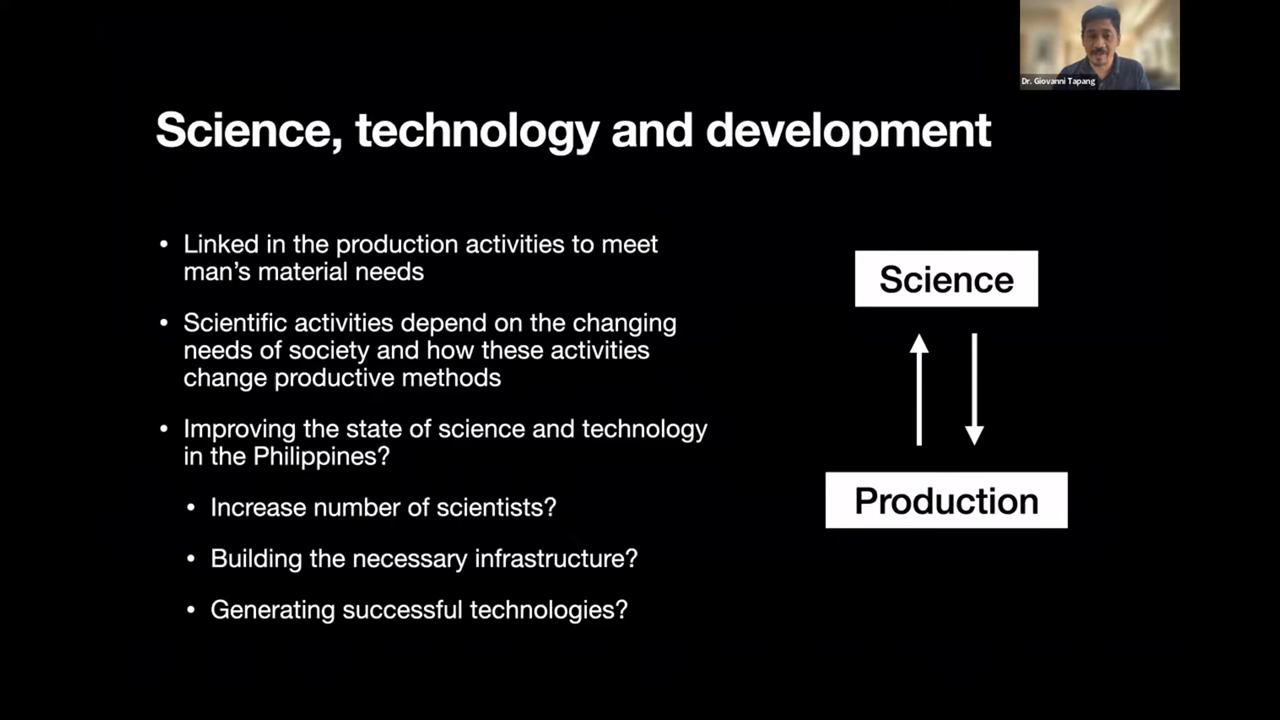 Dr. Giovanni Tapang
Science, technology and development
• Linked in the production activities to meet
man's material needs
• Scientific activities depend on the changing
needs of society and how these activities
change productive methods
• Improving the state of science and technology
in the Philippines?
• Increase number of scientists?
• Building the necessary infrastructure?
• Generating successful technologies?
Science
Production